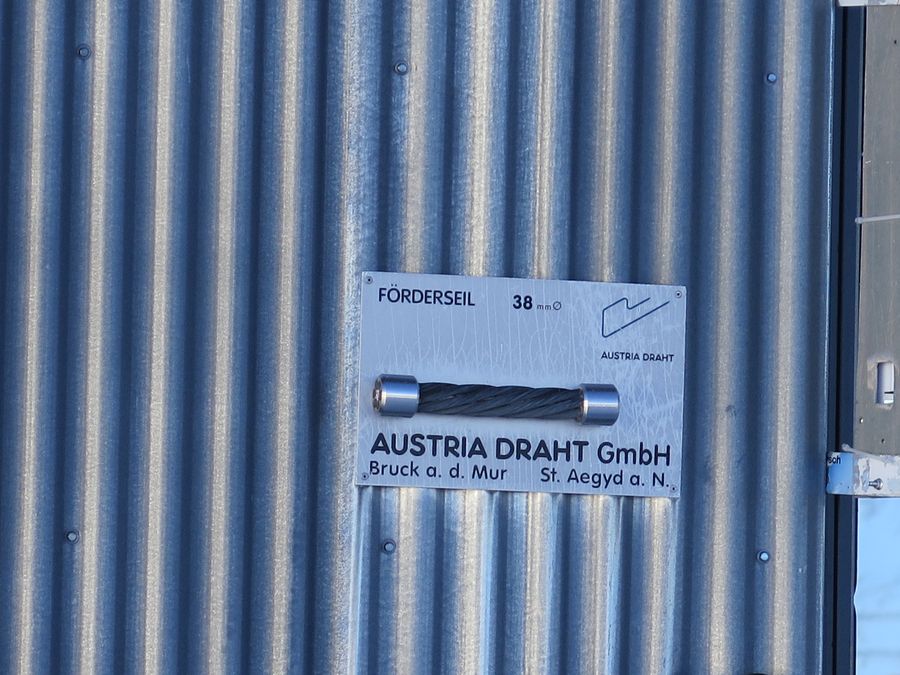 FÖRDERSEIL 38 mm Ø
AUSTRIA DRAHT
AUSTRIA DRAHT GmbH
Bruck a. d. Mur St. Aegyd a. N.